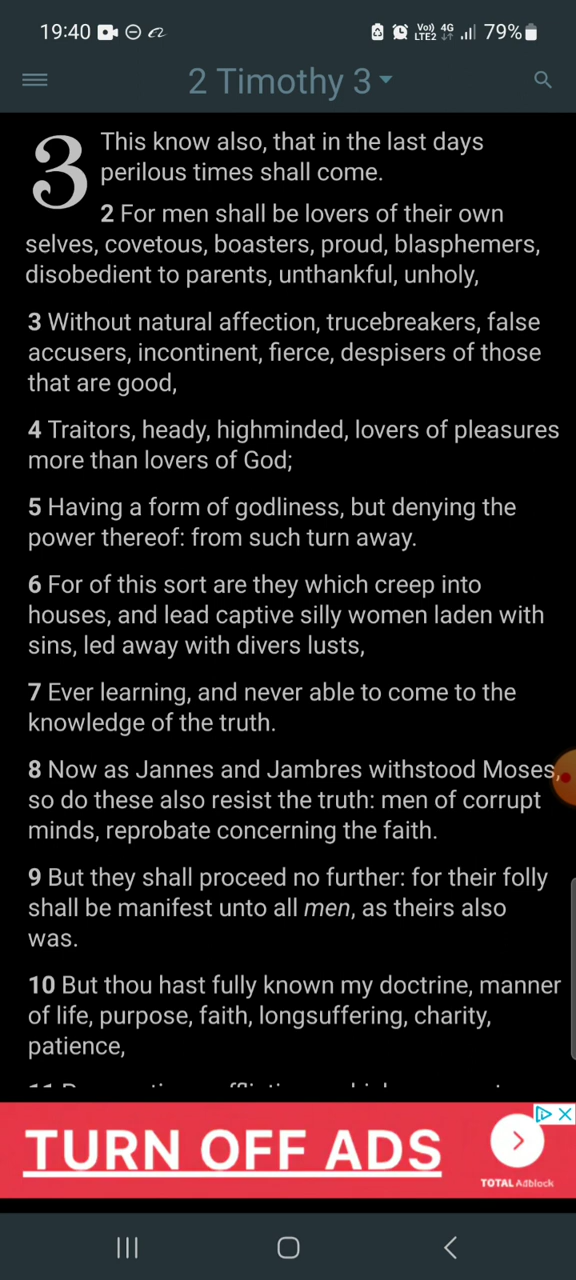 19:40
Vo)) 4G
LTE2
79%
2 Timothy 3
3 This know also, that in the last days
perilous times shall come.
2 For men shall be lovers of their own
selves, covetous, boasters, proud, blasphemers,
disobedient to parents, unthankful, unholy,
3 Without natural affection, trucebreakers, false
accusers, incontinent, fierce, despisers of those
that are good,
4 Traitors, heady, highminded, lovers of pleasures
more than lovers of God;
5 Having a form of godliness, but denying the
power thereof: from such turn away.
6 For of this sort are they which creep into
houses, and lead captive silly women laden with
sins, led away with divers lusts,
7 Ever learning, and never able to come to the
knowledge of the truth.
8 Now as Jannes and Jambres withstood Moses,
so do these also resist the truth: men of corrupt
minds, reprobate concerning the faith.
9 But they shall proceed no further: for their folly
shall be manifest unto all men, as theirs also
was.
10 But thou hast fully known my doctrine, manner
of life, purpose, faith, longsuffering, charity,
patience,
TURN OFF ADS
TOTAL Adblock